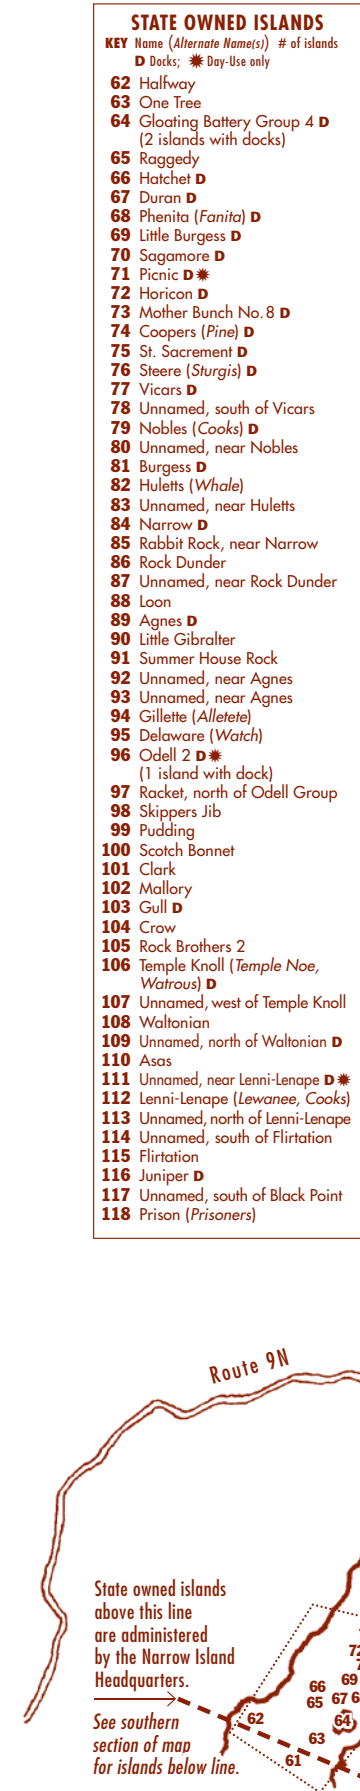 STATE OWNED ISLANDS
KEY Name (Alternate Name(s)) # of islands
D Docks; ✹ Day-Use only
62 Halfway
63 One Tree
64 Gloating Battery Group 4 D
(2 islands with docks)
65 Raggedy
66 Hatchet D
67 Duran D
68 Phenita (Fanita) D
69 Little Burgess D
70 Sagamore D
71 Picnic D ✹
72 Horicon D
73 Mother Bunch No. 8 D
74 Coopers (Pine) D
75 St. Sacrement D
76 Steere (Sturgis) D
77 Vicars D
78 Unnamed, south of Vicars
79 Nobles (Cooks) D
80 Unnamed, near Nobles
81 Burgess D
82 Huletts (Whale)
83 Unnamed, near Huletts
84 Narrow D
85 Rabbit Rock, near Narrow
86 Rock Dunder
87 Unnamed, near Rock Dunder
88 Loon
89 Agnes D
90 Little Gibralter
91 Summer House Rock
92 Unnamed, near Agnes
93 Unnamed, near Agnes
94 Gillette (Alletete)
95 Delaware (Watch)
96 Odell 2 D ✹
(1 island with dock)
97 Racket, north of Odell Group
98 Skippers Jib
99 Pudding
100 Scotch Bonnet
101 Clark
102 Mallory
103 Gull D
104 Crow
105 Rock Brothers 2
106 Temple Knoll (Temple Noe,
Watrous) D
107 Unnamed, west of Temple Knoll
108 Waltonian
109 Unnamed, north of Waltonian D
110 Asas
111 Unnamed, near Lenni-Lenape D ✹
112 Lenni-Lenape (Lewanee, Cooks)
113 Unnamed, north of Lenni-Lenape
114 Unnamed, south of Flirtation
115 Flirtation
116 Juniper D
117 Unnamed, south of Black Point
118 Prison (Prisoners)
Route 9N
State owned islands
above this line
are administered
by the Narrow Island
Headquarters.
See southern
section of map
for islands below line.
72
69
66
65 67
64
62
63
61